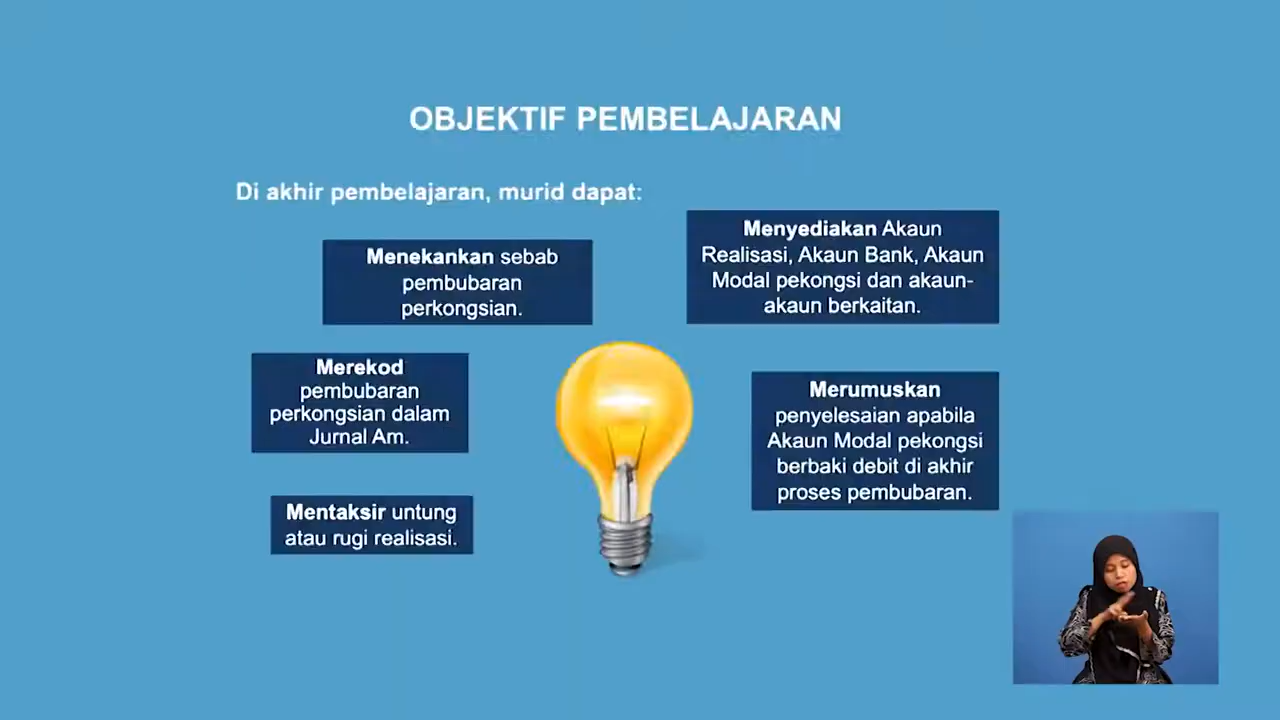 OBJEKTIF PEMBELAJARAN
Di akhir pembelajaran, murid dapat:
Menekankan sebab
pembubaran
perkongsian.
Merekod
pembubaran
perkongsian dalam
Jurnal Am.
Mentaksir untung
atau rugi realisasi.
Menyediakan Akaun
Realisasi, Akaun Bank, Akaun
Modal pekongsi dan akaun-
akaun berkaitan.
Merumuskan
penyelesaian apabila
Akaun Modal pekongsi
berbaki debit di akhir
proses pembubaran.